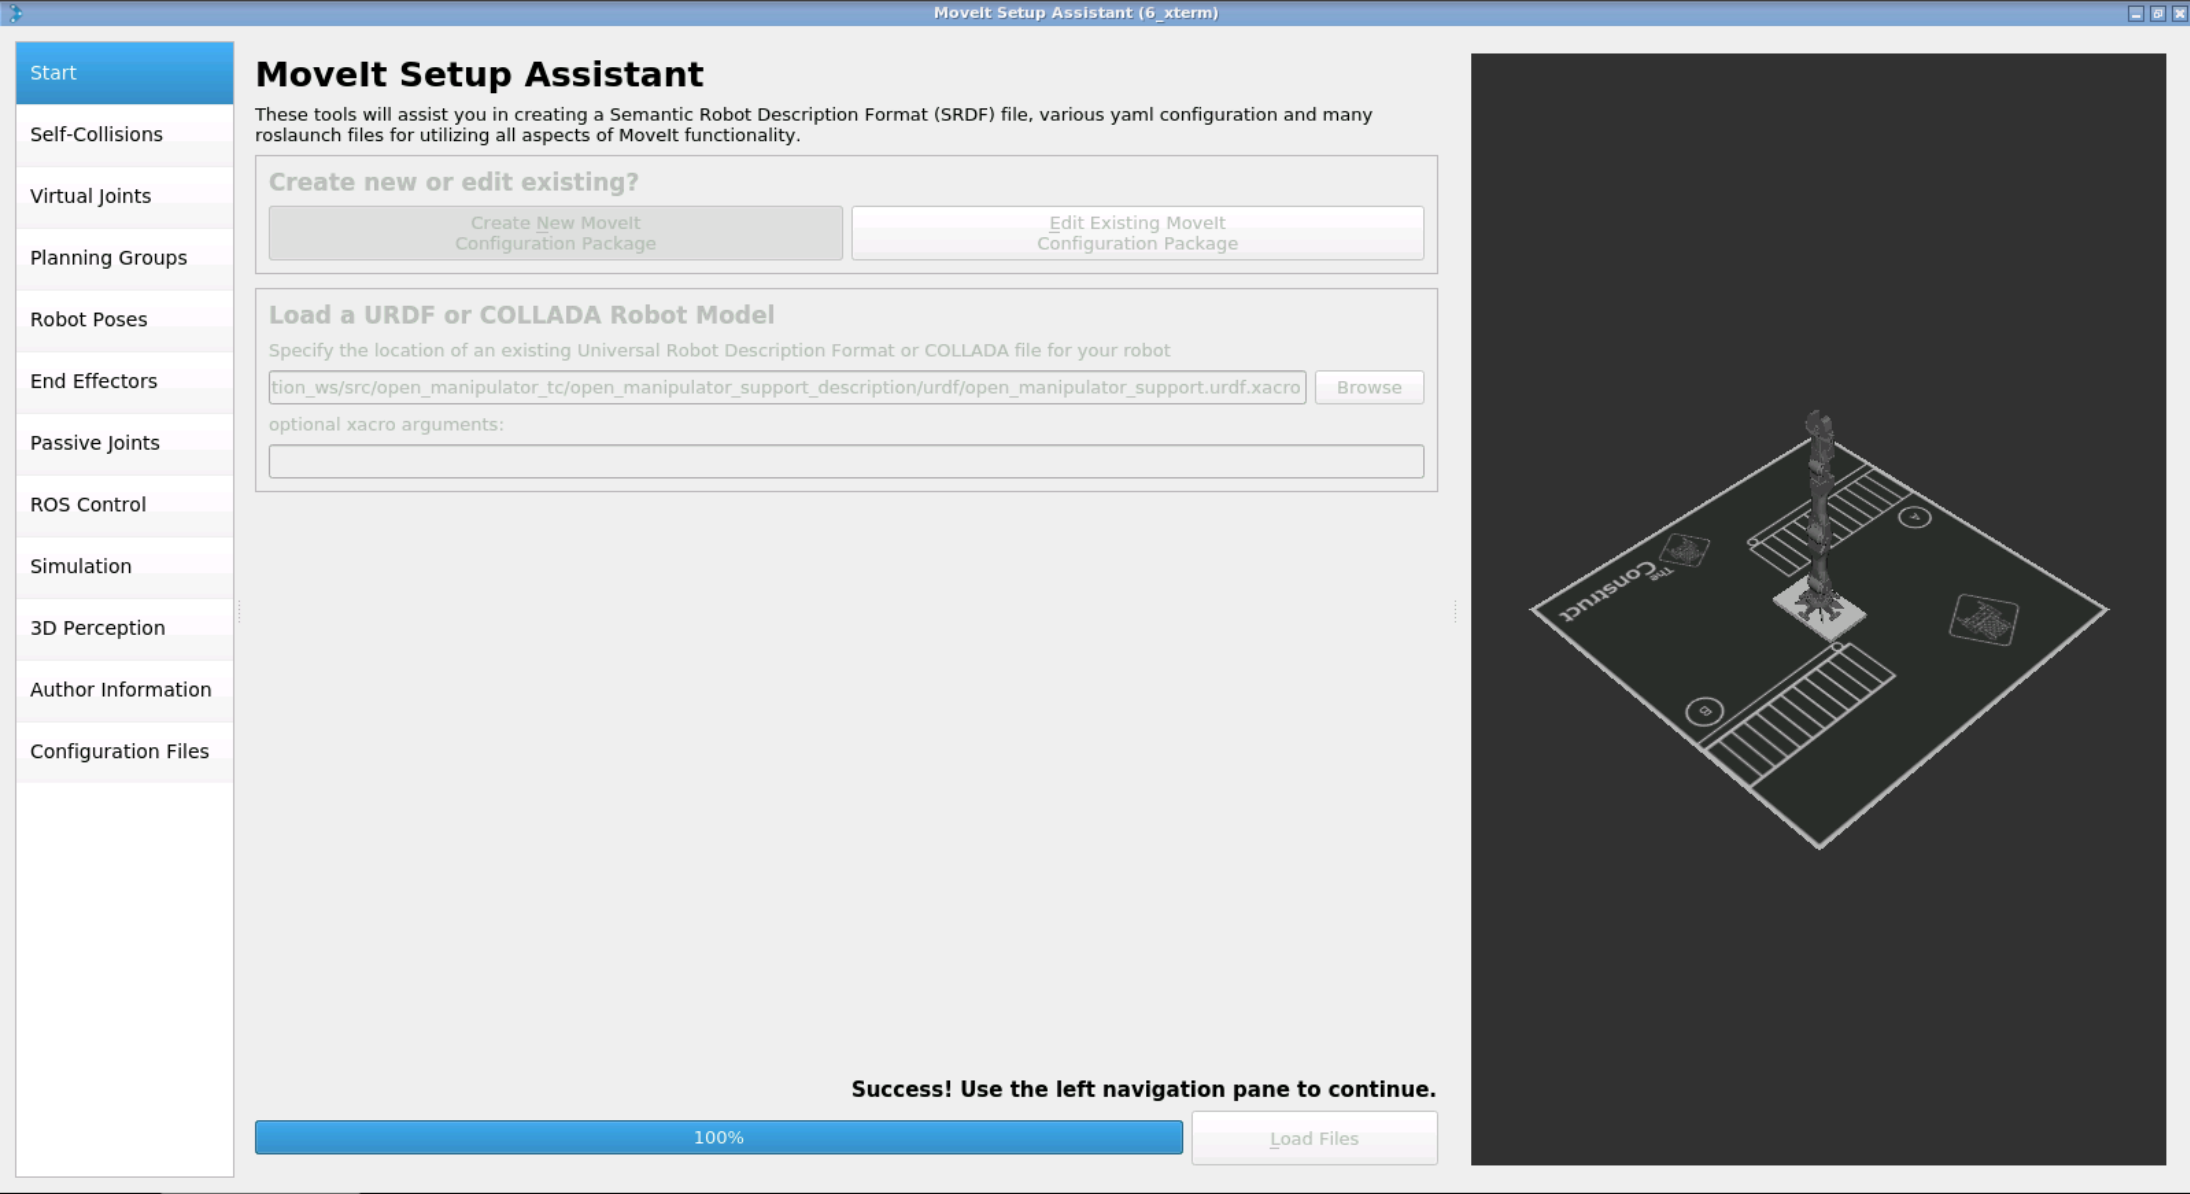 MoveIt Setup Assistant (6_xterm)
Start
Self-Collisions
Virtual Joints
Planning Groups
Robot Poses
End Effectors
Passive Joints
ROS Control
Simulation
3D Perception
Author Information
Configuration Files
MoveIt Setup Assistant
These tools will assist you in creating a Semantic Robot Description Format (SRDF) file, various yaml configuration and many
roslaunch files for utilizing all aspects of MoveIt functionality.
Create new or edit existing?
Create New MoveIt
Configuration Package
Edit Existing MoveIt
Configuration Package
Load a URDF or COLLADA Robot Model
Specify the location of an existing Universal Robot Description Format or COLLADA file for your robot
tion_ws/src/open_manipulator_tc/open_manipulator_support_description/urdf/open_manipulator_support.urdf.xacro
Browse
optional xacro arguments:
Success! Use the left navigation pane to continue.
100%
Load Files
The
Construct
A
B